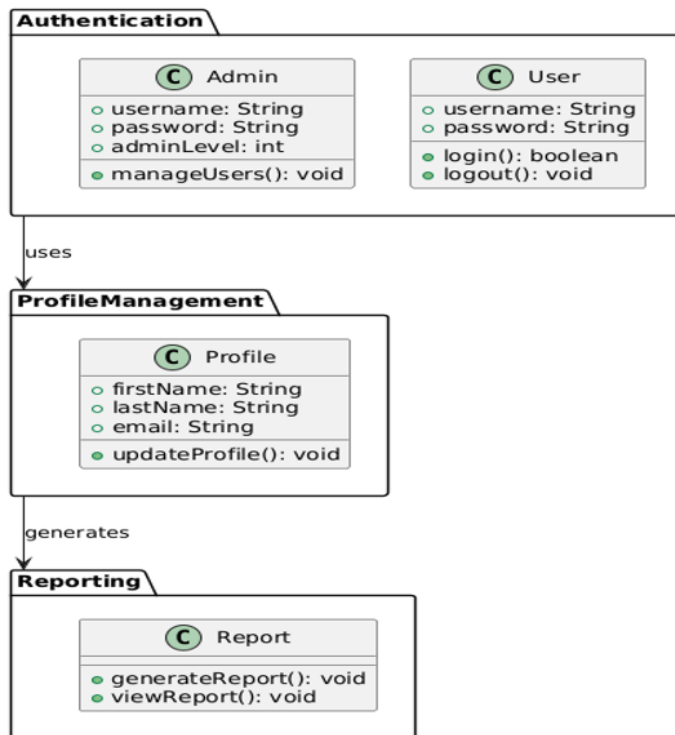 Authentication
C Admin
username: String
password: String
adminLevel: int
manageUsers(): void
C User
username: String
password: String
login(): boolean
logout(): void
uses
ProfileManagement
C Profile
firstName: String
lastName: String
email: String
updateProfile(): void
generates
Reporting
C Report
generateReport(): void
viewReport(): void